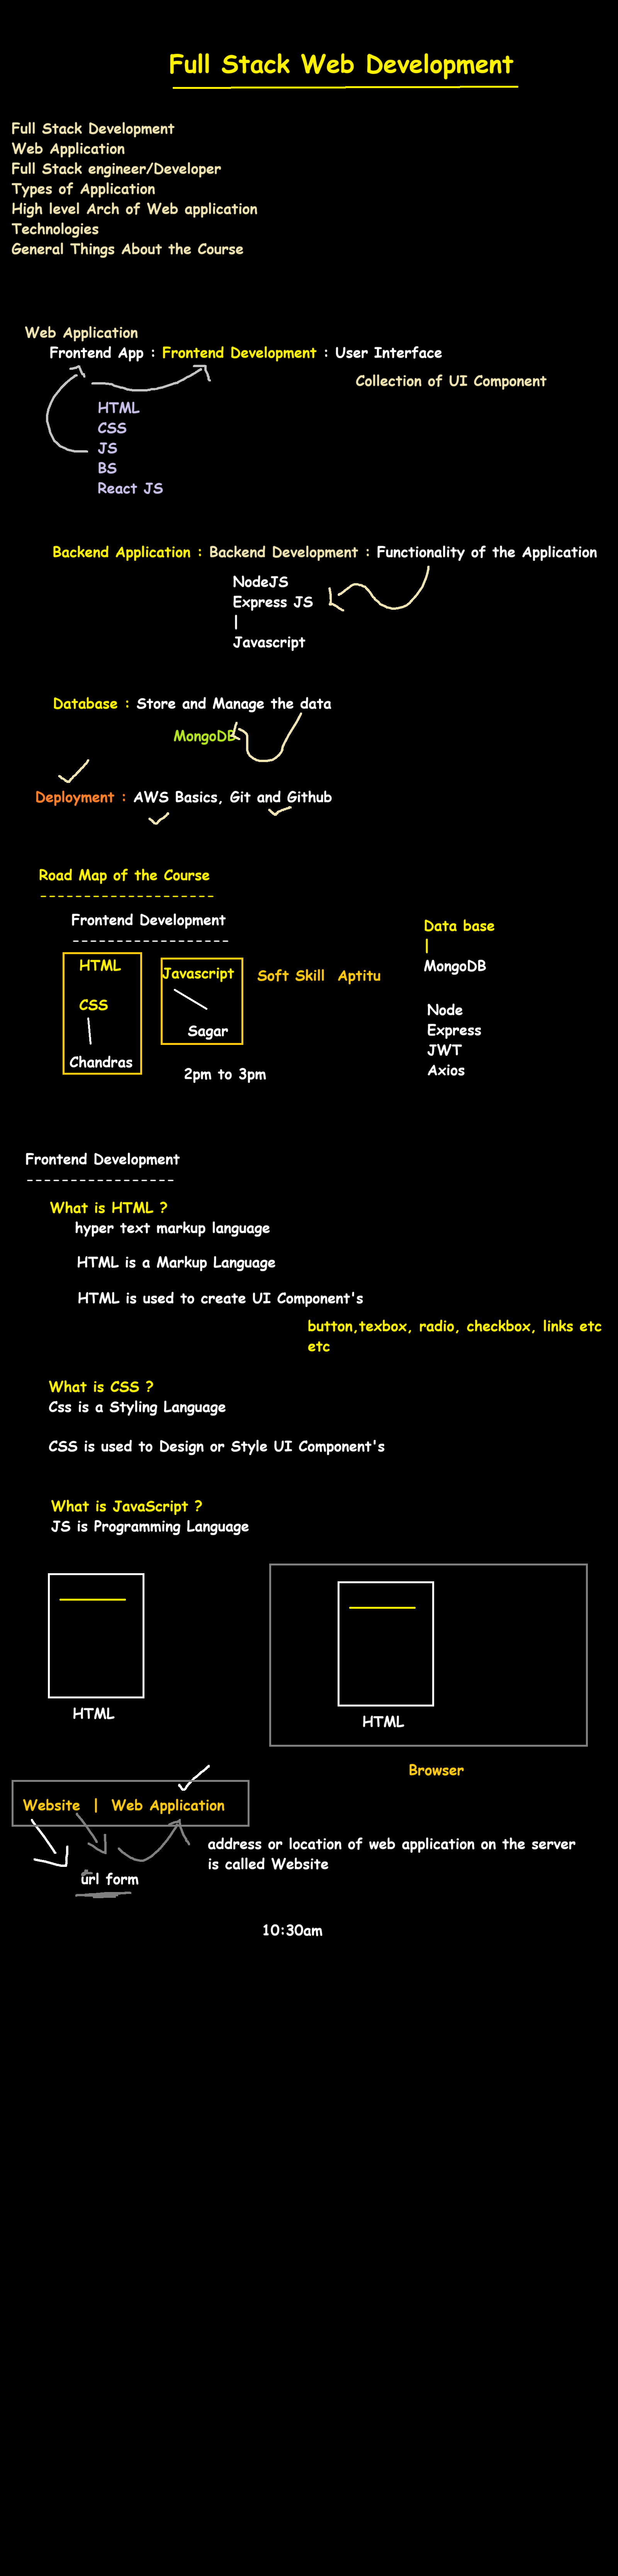 Full Stack Web Development
Full Stack Development
Web Application
Full Stack engineer/Developer
Types of Application
High level Arch of Web application
Technologies
General Things About the Course
Web Application
Frontend App : Frontend Development : User Interface
Collection of UI Component
HTML
CSS
JS
BS
React JS
Backend Application : Backend Development : Functionality of the Application
NodeJS
Express JS
|
Javascript
Database : Store and Manage the data
MongoDB
Deployment : AWS Basics, Git and Github
Road Map of the Course
--------------------
Frontend Development
------------------
HTML
CSS
Chandras
Javascript
Sagar
Soft Skill Aptitu
2pm to 3pm
Data base
|
MongoDB
Node
Express
JWT
Axios
Frontend Development
-----------------
What is HTML ?
hyper text markup language
HTML is a Markup Language
HTML is used to create UI Component's
button,texbox, radio, checkbox, links etc
etc
What is CSS ?
Css is a Styling Language
CSS is used to Design or Style UI Component's
What is JavaScript ?
JS is Programming Language
HTML
HTML
Browser
Website | Web Application
address or location of web application on the server
is called Website
url form
10:30am